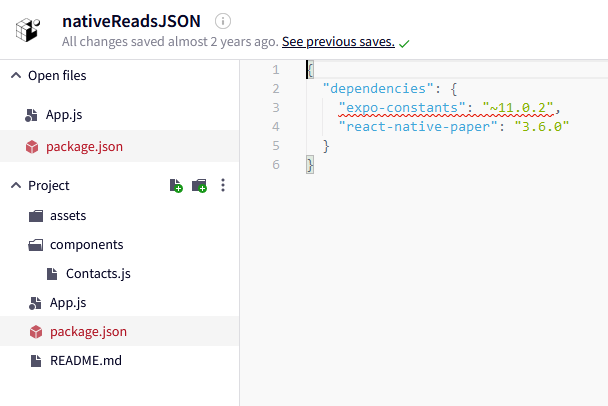 nativeReadsJSON
All changes saved almost 2 years ago. See previous saves.
Open files
App.js
package.json
Project
assets
components
Contacts.js
App.js
package.json
README.md
1 {
2 "dependencies": {
3 "expo-constants": "~11.0.2",
4 "react-native-paper": "3.6.0"
5 }
6 }